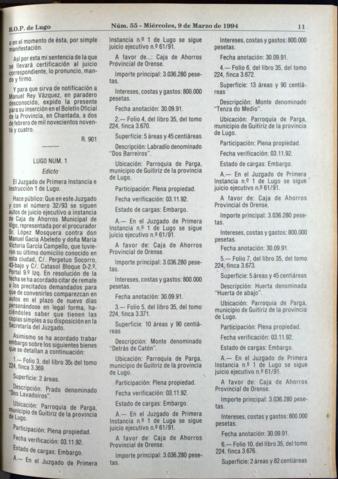 B.O.P. de Lugo
Núm. 55 - Miércoles, 9 de Marzo de 1994
11
o en el momento de ésta, por simple
manifestación.
Así por esta mi sentencia de la que
se llevará certificación al juicio
correspondiente, lo pronuncio, man-
do y firmo.
Y para que sirva de notificación a
Manuel Rey Vázquez, en paradero
desconocido, expido la presente
para su inserción en el Boletín Oficial
de la Provincia, en Chantada, a dos
de febrero de mil novecientos noven-
ta y cuatro.
R. 901
LUGO NUM. 1
Edicto
El Juzgado de Primera Instancia e
Instrucción 1 de Lugo.
Hace público: Que en este Juzgado
y con el número 32/93 se siguen
autos de juicio ejecutivo a instancia
de Caja de Ahorros Municipal de
Vigo, representada por el procurador
Sr. López Mosquera contra don
Manuel Gacía Abeledo y doña María
Victoria García Campello, que tuvie-
ron su último domicilio conocido en
esta ciudad, C/. Perpetuo Socorro,
4-bajo y C/. Catasol Bloque D-2.º,
Portal 9.º Izq. En resolución de la
fecha se ha acordado citar de remate
a los precitados demandados para
que de convenirles comparezcan en
autos en el plazo de nueve días
personándose en legal forma, ha-
ciéndoles saber que tienen las
copias simples a su disposición en la
Secretaría del Juzgado.
Asimismo se ha acordado trabar
embargo sobre los siguientes bienes
que se detallan a continuación:
1.— Folio 3, del libro 35, del tomo
224, finca 3.369.
Superficie: 2 áreas.
Descripción: Prado denominado
"Dos Lavadeiros".
Ubicación: Parroquia de Parga,
municipio de Guitiriz de la provincia
de Lugo.
Participación: Plena propiedad.
Fecha verificación: 03.11.92.
Estado de cargas: Embargo.
A.— En el Juzgado de Primera
Instancia n.º 1 de Lugo se sigue
juicio ejecutivo n.º 61/91.
A favor de... Caja de Ahorros
Provincial de Orense.
Importe principal: 3.036.280 pese-
tas.
Intereses, costas y gastos: 800.000
pesetas.
Fecha anotación: 30.09.91.
2.— Folio 4, del libro 35, del tomo
224, finca 3.670.
Superficie: 5 áreas y 45 centiáreas
Descripción: Labradío denominado
"Dos Barreiros".
Ubicación: Parroquia de Parga,
municipio de Guitiriz de la provincia
de Lugo.
Participación: Plena propiedad.
Fecha verificación: 03.11.92.
Estado de cargas: Embargo.
A.— En el Juzgado de Primera
Instancia n.º 1 de Lugo se sigue
juicio ejecutivo n.º 61/91.
A favor de: Caja de Ahorros
Provincial de Orense.
Importe principal: 3.036.280 pese-
tas.
Intereses, costas y gastos: 800.000
pesetas.
Fecha anotación: 30.09.91.
3.— Folio 5, del libro 35, del tomo
224, finca 3.371.
Superficie: 10 áreas y 90 centiá-
reas.
Descripción: Monte denominado
"Detrás de Catén".
Ubicación: Parroquia de Parga,
municipio de Guitiriz de la provincia
de Lugo.
Participación: Plena propiedad.
Fecha verificación: 03.11.92.
Estado de cargas: Embargo.
A.— En el Juzgado de Primera
Instancia n.º 1 de Lugo se sigue
juicio ejecutivo n.º 61/91.
A favor de: Caja de Ahorros
Provincial de Orense.
Importe principal: 3.036.280 pese-
tas.
Intereses, costas y gastos: 800.000
pesetas.
Fecha anotación: 30.09.91.
4.— Folio 6, del libro 35, del tomo
224, finca 3.672.
Superficie: 13 áreas y 90 centiá-
reas
Descripción: Monte denominado
"Tenza do Medio".
Ubicación: Parroquia de Parga,
municipio de Guitiriz de la provincia
de Lugo.
Participación: Plena propiedad.
Fecha verificación: 03.11.92.
Estado de cargas: Embargo.
A.— En el Juzgado de Primera
Instancia n.º 1 de Lugo se sigue
juicio ejecutivo n.º 61/91.
A favor de: Caja de Ahorros
Provincial de Orense.
Importe principal: 3.036.280 pese-
tas.
Intereses, costas y gastos: 800.000
pesetas.
Fecha anotación: 30.09.91.
5.— Folio 7, del libro 35, del tomo
224, finca 3.673.
Superficie: 5 áreas y 45 centiáreas
Descripción: Huerta denominada
"Huerta de abajo".
Ubicación: Parroquia de Parga,
municipio de Guitiriz de la provincia
de Lugo.
Participación: Plena propiedad.
Fecha verificación: 03.11.92.
Estado de cargas: Embargo.
A.— En el Juzgado de Primera
Instancia n.º 1 de Lugo se sigue
juicio ejecutivo n.º 61/91.
A favor de: Caja de Ahorros
Provincial de Orense.
Importe principal: 3.036.280 pese-
tas.
Intereses, costas y gastos: 800.000
pesetas.
Fecha anotación: 30.09.91.
6.— Folio 10, del libro 35, del tomo
224, finca 3.676.
Superficie: 2 áreas y 82 centiáreas